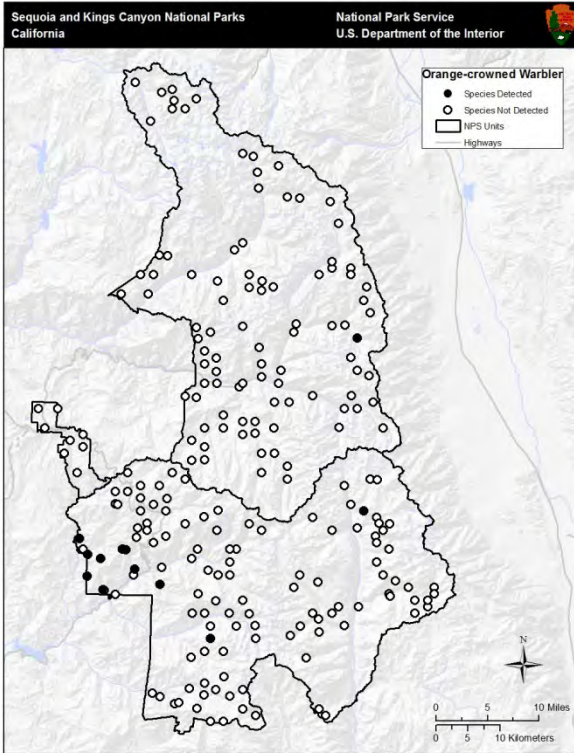 Sequoia and Kings Canyon National Parks
California
National Park Service
U.S. Department of the Interior
Orange-crowned Warbler
Species Detected
Species Not Detected
NPS Units
Highways
N
0 5 10 Miles
0 5 10 Kilometers